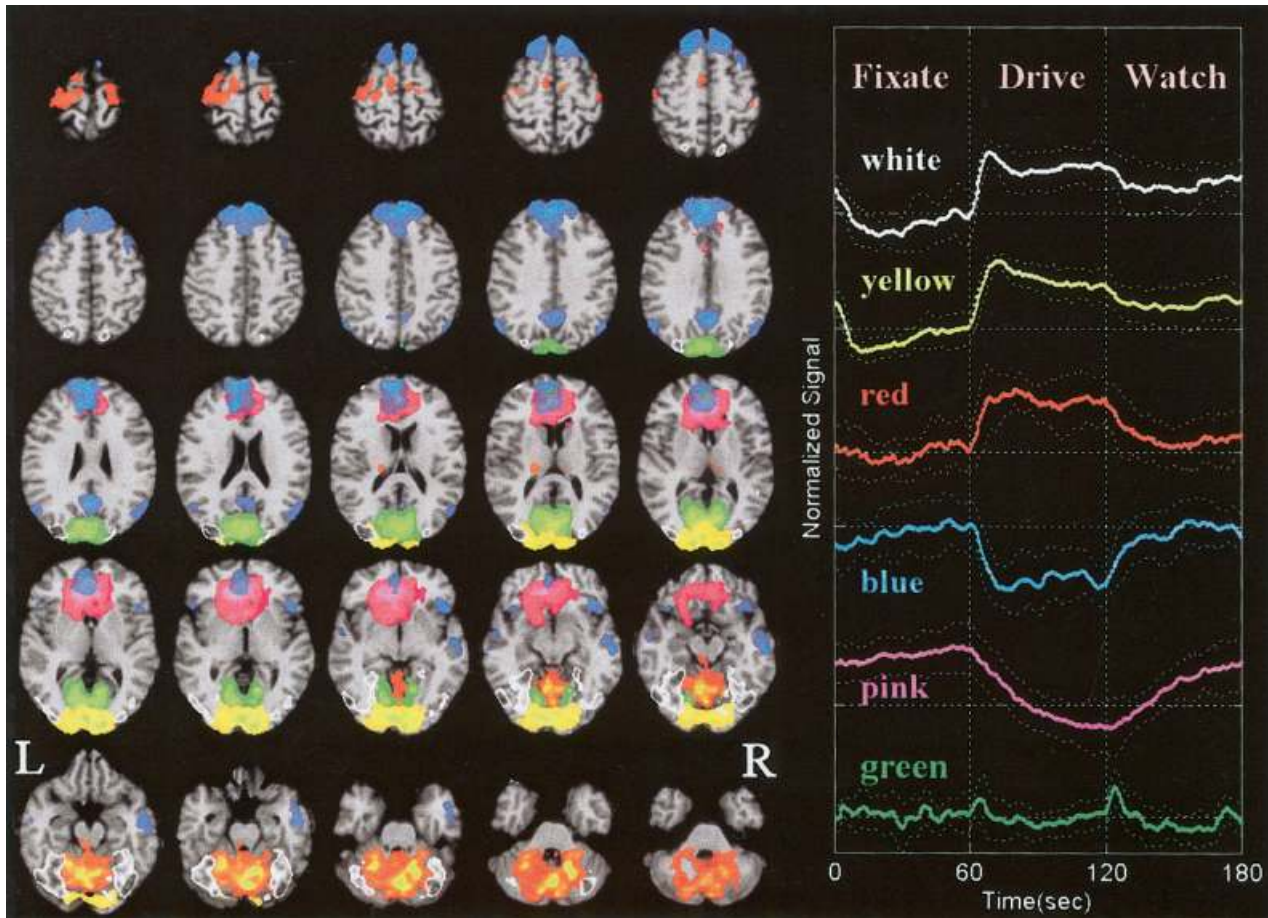 Fixate Drive Watch
white
yellow
red
blue
pink
green
Normalized Signal
L R
0 60 120 180
Time(sec)